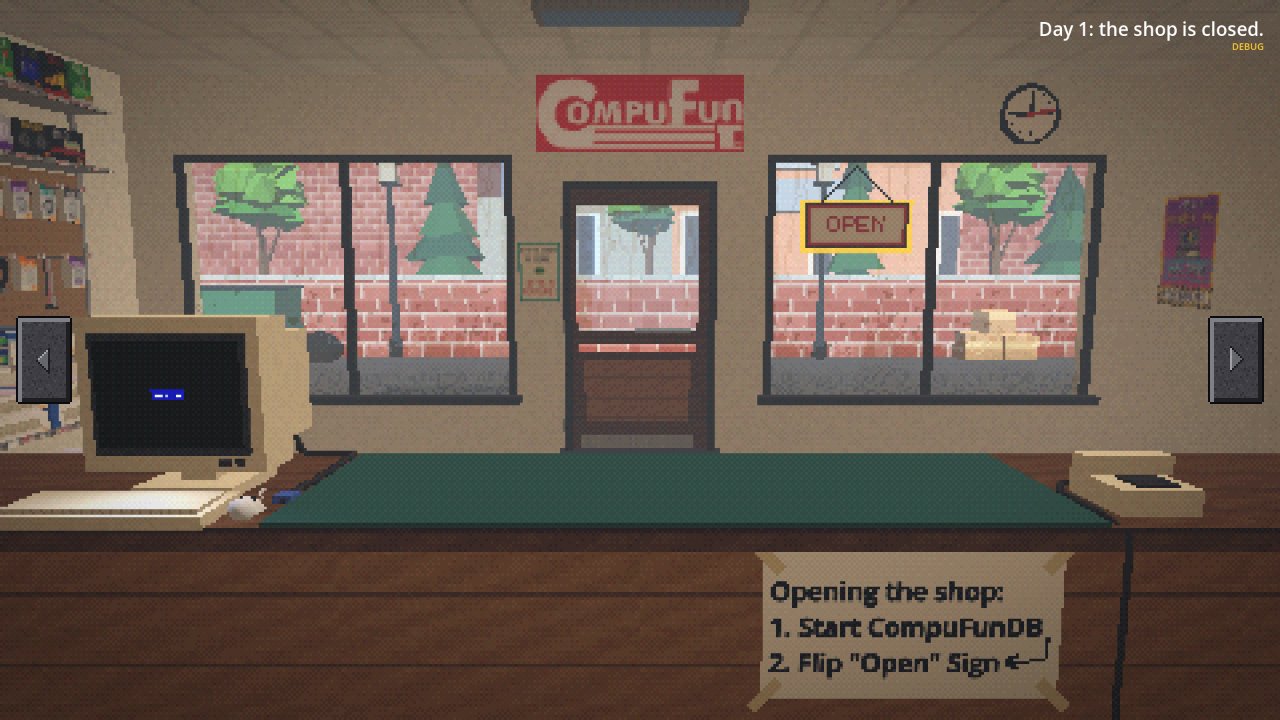 Day 1: the shop is closed.
DEBUG
COMPUFUN
OPEN
Opening the shop:
1. Start CompuFunDB
2. Flip "Open" Sign